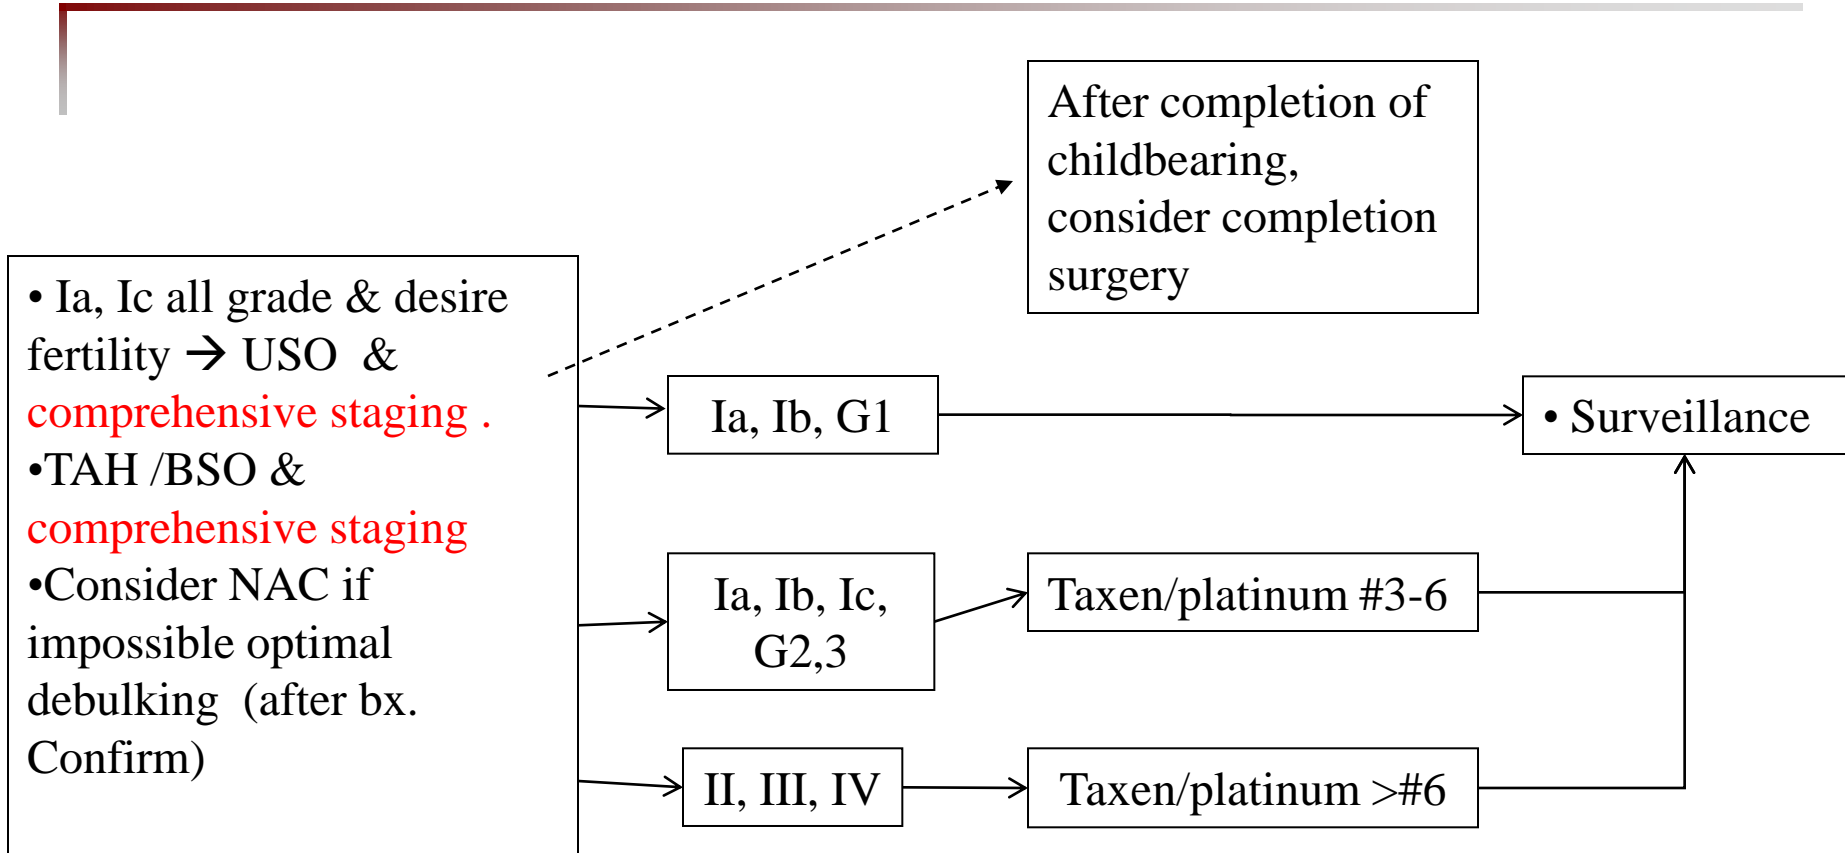 • Ia, Ic all grade & desire
fertility → USO &
comprehensive staging .
•TAH /BSO &
comprehensive staging
•Consider NAC if
impossible optimal
debulking (after bx.
Confirm)
After completion of
childbearing,
consider completion
surgery
Ia, Ib, G1
• Surveillance
Ia, Ib, Ic,
G2,3
Taxen/platinum #3-6
II, III, IV
Taxen/platinum >#6